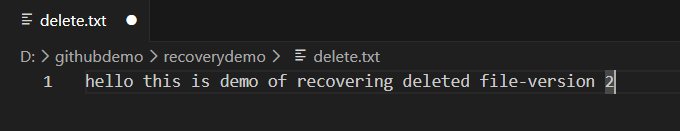 delete.txt
D: > githubdemo > recoverydemo > delete.txt
1 hello this is demo of recovering deleted file-version 2